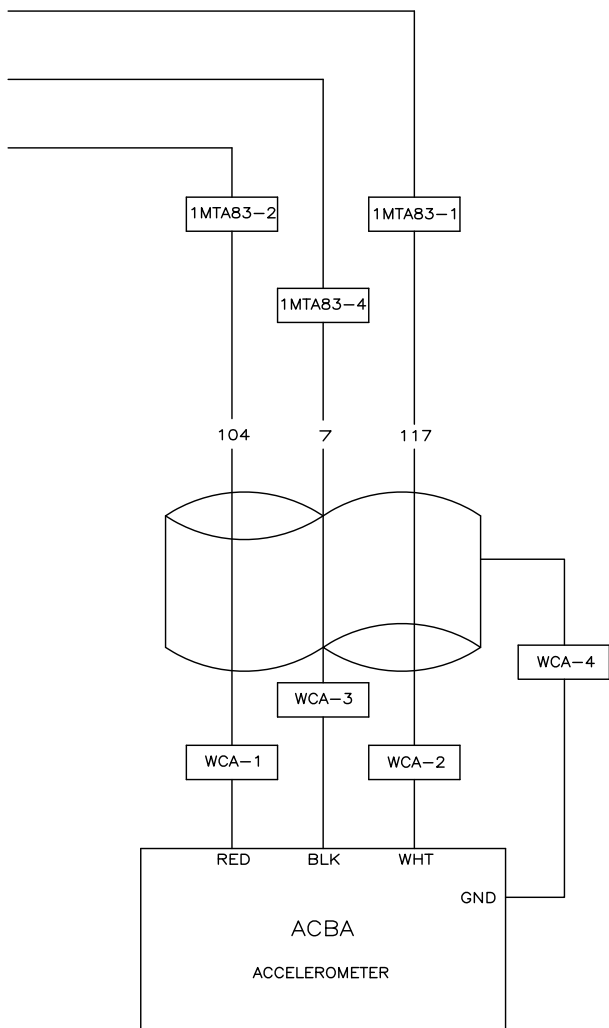 1MTA83-2
1MTA83-1
1MTA83-4
104
7
117
WCA-4
WCA-3
WCA-1
WCA-2
RED
BLK
WHT
GND
ACBA
ACCELEROMETER